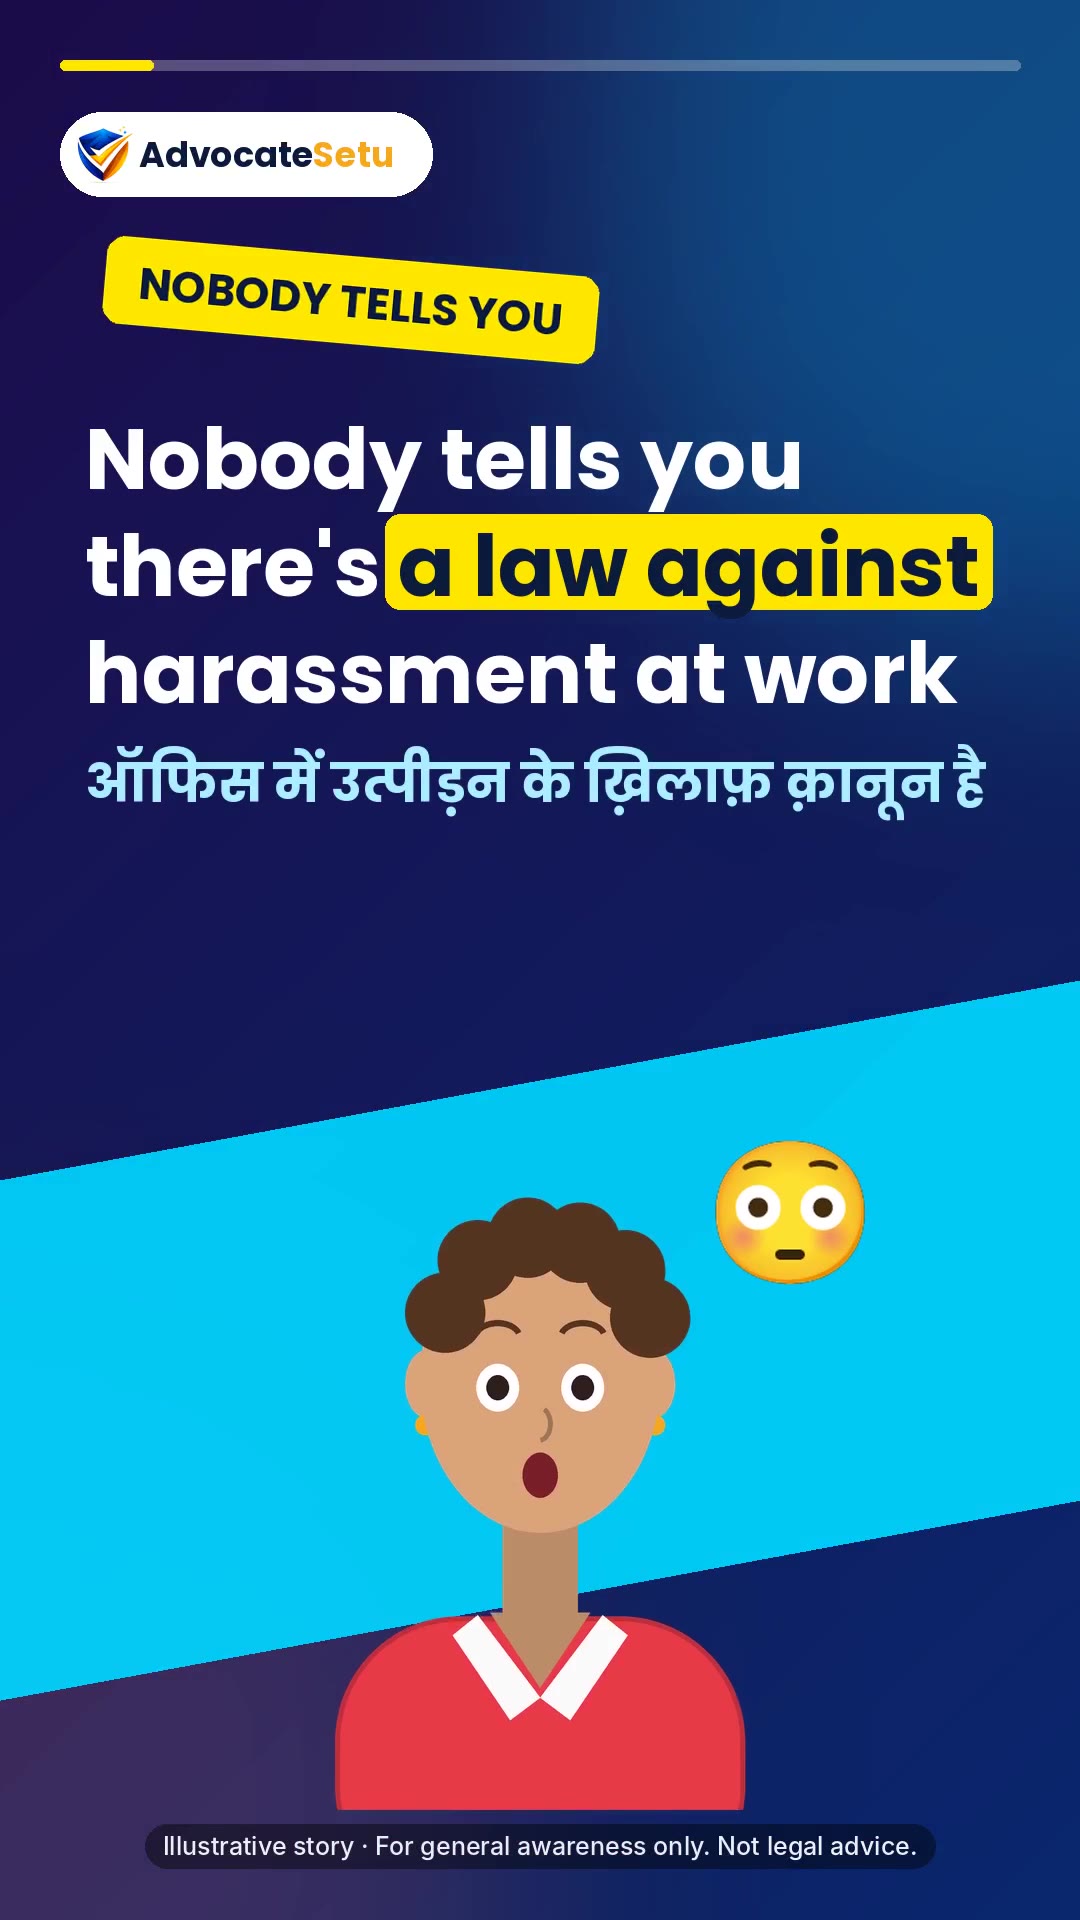 AdvocateSetu
NOBODY TELLS YOU
Nobody tells you
there's a law against
harassment at work
ऑफिस में उत्पीड़न के ख़िलाफ़ क़ानून है
Illustrative story · For general awareness only. Not legal advice.